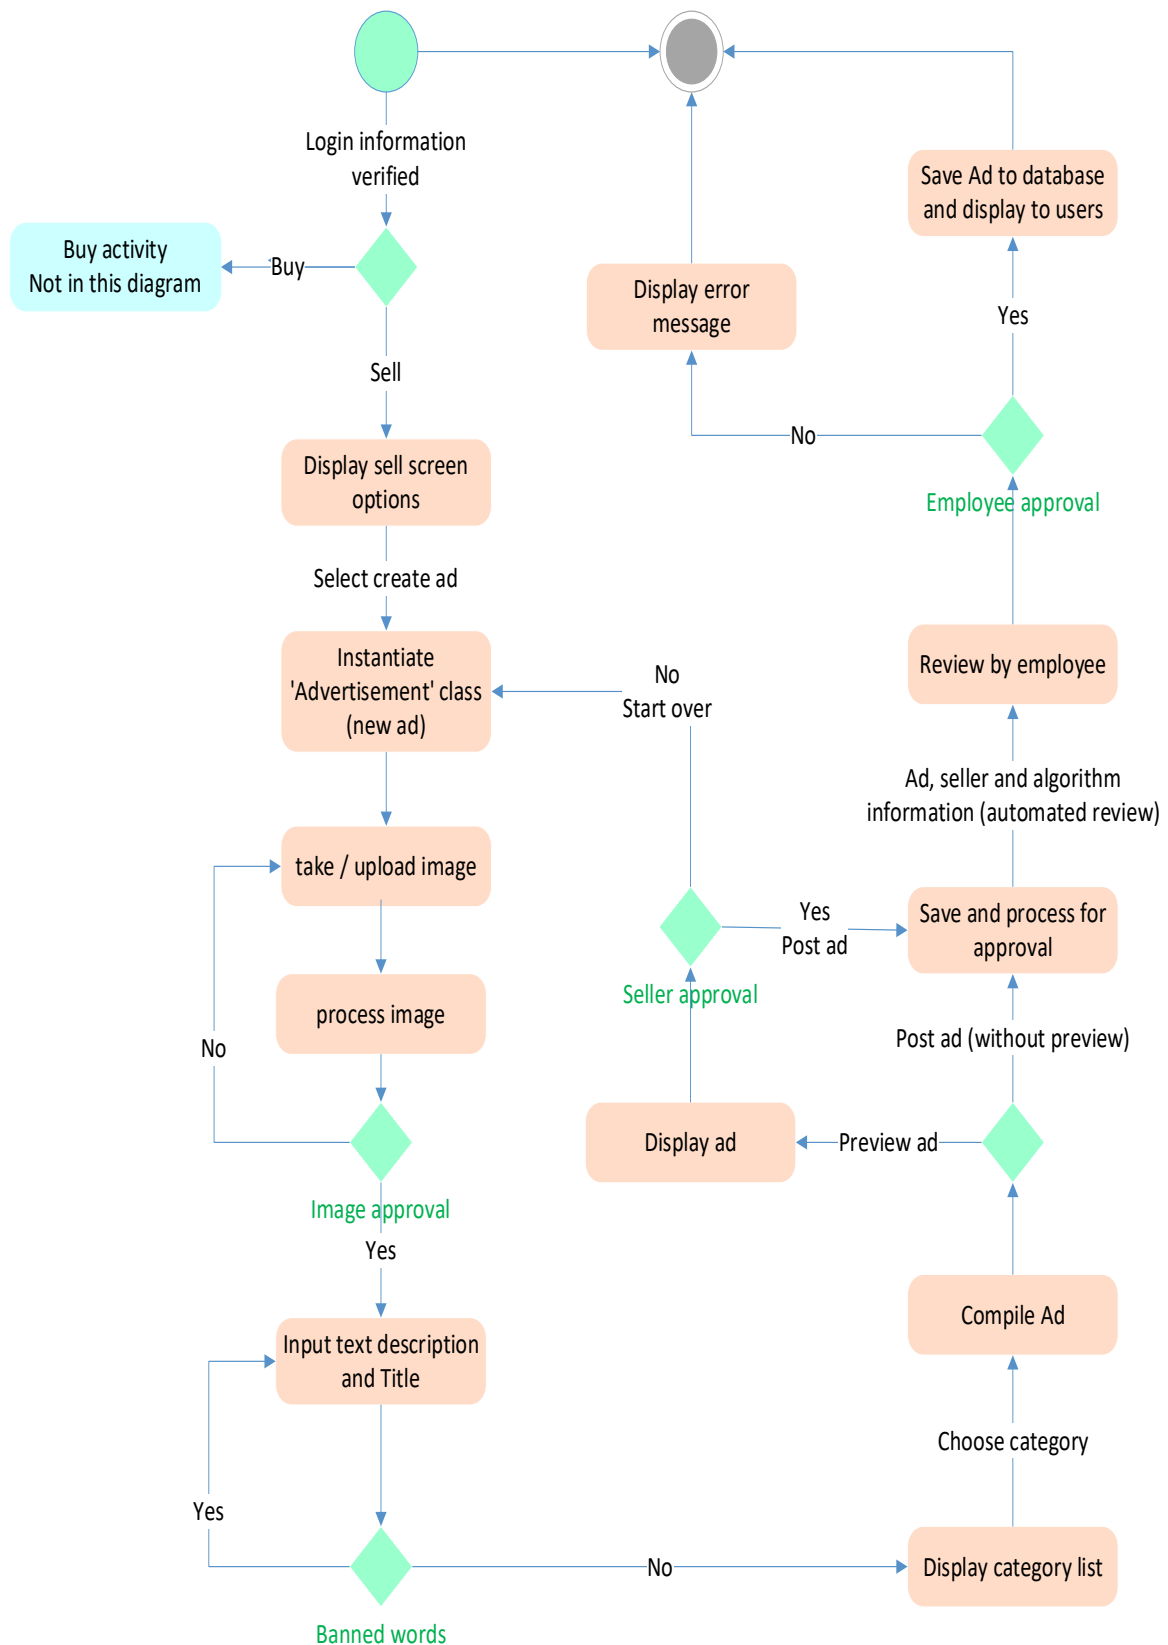 Login information
verified
Buy activity
Not in this diagram
Buy
Sell
Display sell screen
options
Select create ad
Instantiate
'Advertisement' class
(new ad)
take / upload image
process image
No
Image approval
Yes
Input text description
and Title
Yes
Banned words
No
Display category list
Choose category
Compile Ad
Preview ad
Display ad
Post ad (without preview)
Seller approval
No
Start over
Yes
Post ad
Save and process for
approval
Ad, seller and algorithm
information (automated review)
Review by employee
Employee approval
No
Display error
message
Yes
Save Ad to database
and display to users